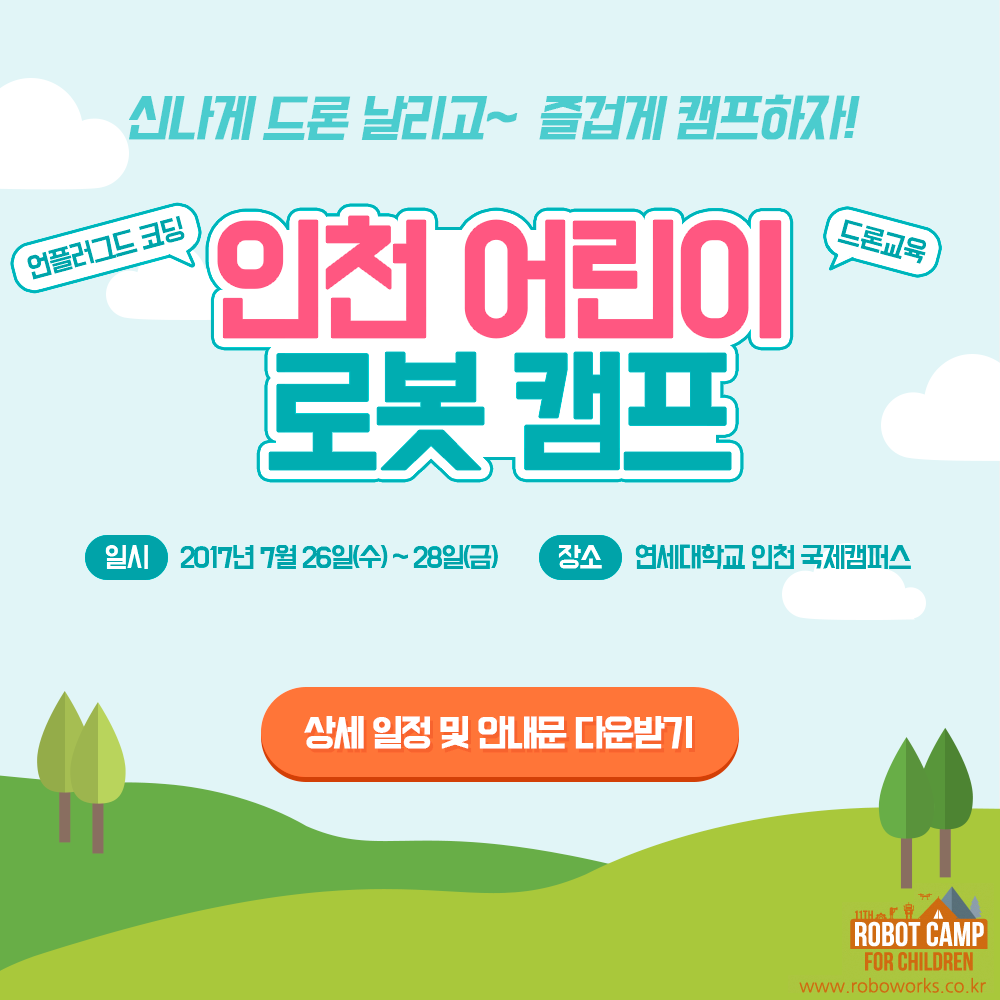 신나게 드론 날리고~ 즐겁게 캠프하자!
언플러그드 코딩
드론교육
인천 어린이
로봇 캠프
일시 2017년 7월 26일(수) ~ 28일(금) 장소 연세대학교 인천 국제캠퍼스
상세 일정 및 안내문 다운받기
11TH
ROBOT CAMP
FOR CHILDREN
www.roboworks.co.kr